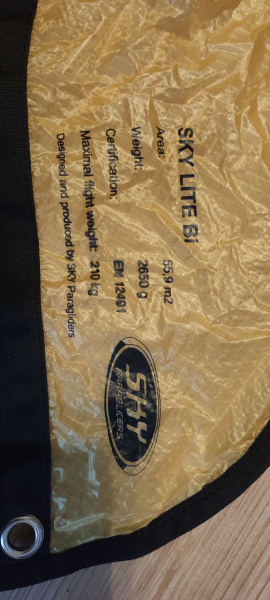 SKY LITE Bi
Area: 55,9 m2
Weight: 2650 g
Certification: EN 12491
Maximal flight weight: 210 kg
Designed and produced by SKY Paragliders
SKY
PARAGLIDERS